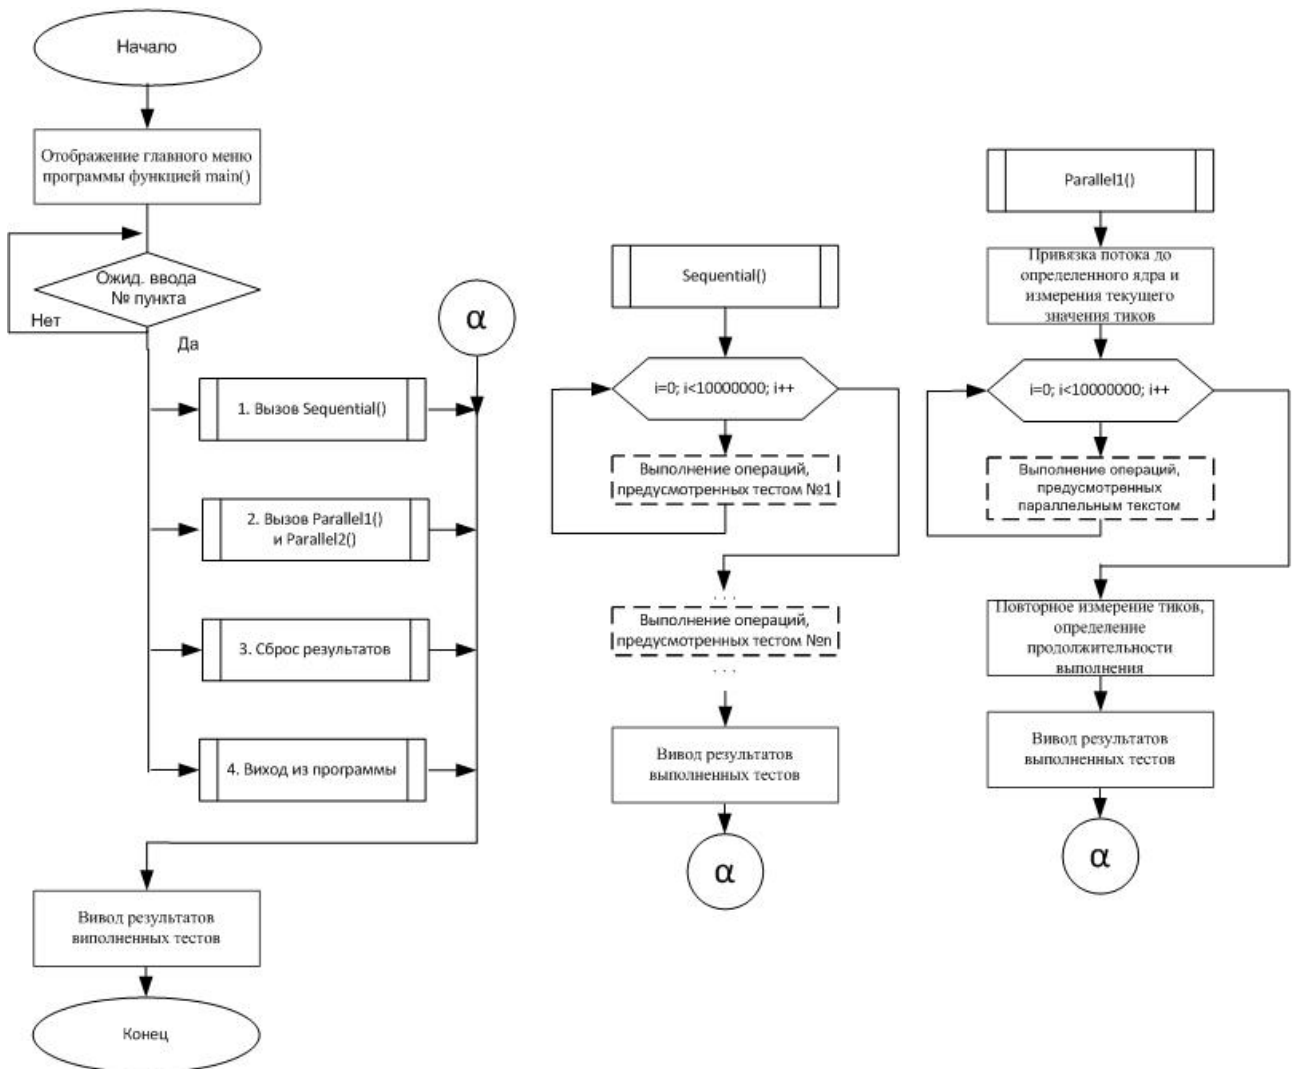 Начало
Отображение главного меню
программы функцией main()
Ожид. ввода
№ пункта
Нет
Да
α
1. Вызов Sequential()
2. Вызов Parallel1()
и Parallel2()
3. Сброс результатов
4. Виход из программы
Вивод результатов
виполненных тестов
Конец
Sequential()
i=0; i<10000000; i++
Выполнение операций,
предусмотренных тестом №1
. . .
Выполнение операций,
предусмотренных тестом №n
. . .
Вивод результатов
выполненных тестов
α
Parallel1()
Привязка потока до
определенного ядра и
измерения текущего
значения тиков
i=0; i<10000000; i++
Выполнение операций,
предусмотренных
параллельным текстом
Повторное измерение тиков,
определение
продолжительности
выполнения
Вивод результатов
выполненных тестов
α